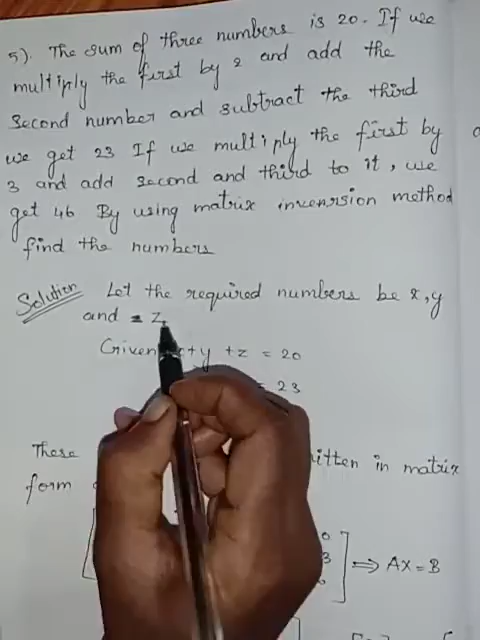 5). The sum of three numbers is 20. If we
multiply the first by 2 and add the
second number and subtract the third
we get 23 If we multiply the first by
3 and add second and third to it, we
get 46 By using matrix invension method
find the numbers
Solution Let the required numbers be x, y
and = z.
Given x+y +z = 20
= 23
These itten in matrix
form
⇒ AX = B